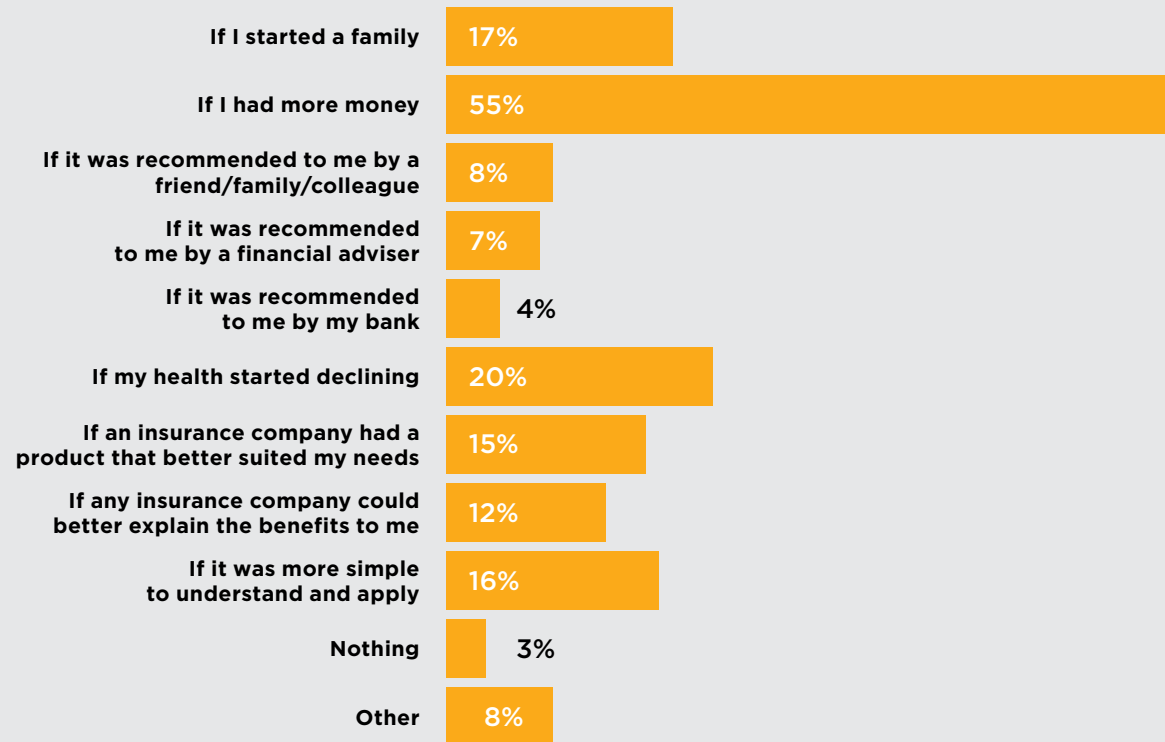 If I started a family
17%
If I had more money
55%
If it was recommended to me by a
friend/family/colleague
8%
If it was recommended
to me by a financial adviser
7%
If it was recommended
to me by my bank
4%
If my health started declining
20%
If an insurance company had a
product that better suited my needs
15%
If any insurance company could
better explain the benefits to me
12%
If it was more simple
to understand and apply
16%
Nothing
3%
Other
8%